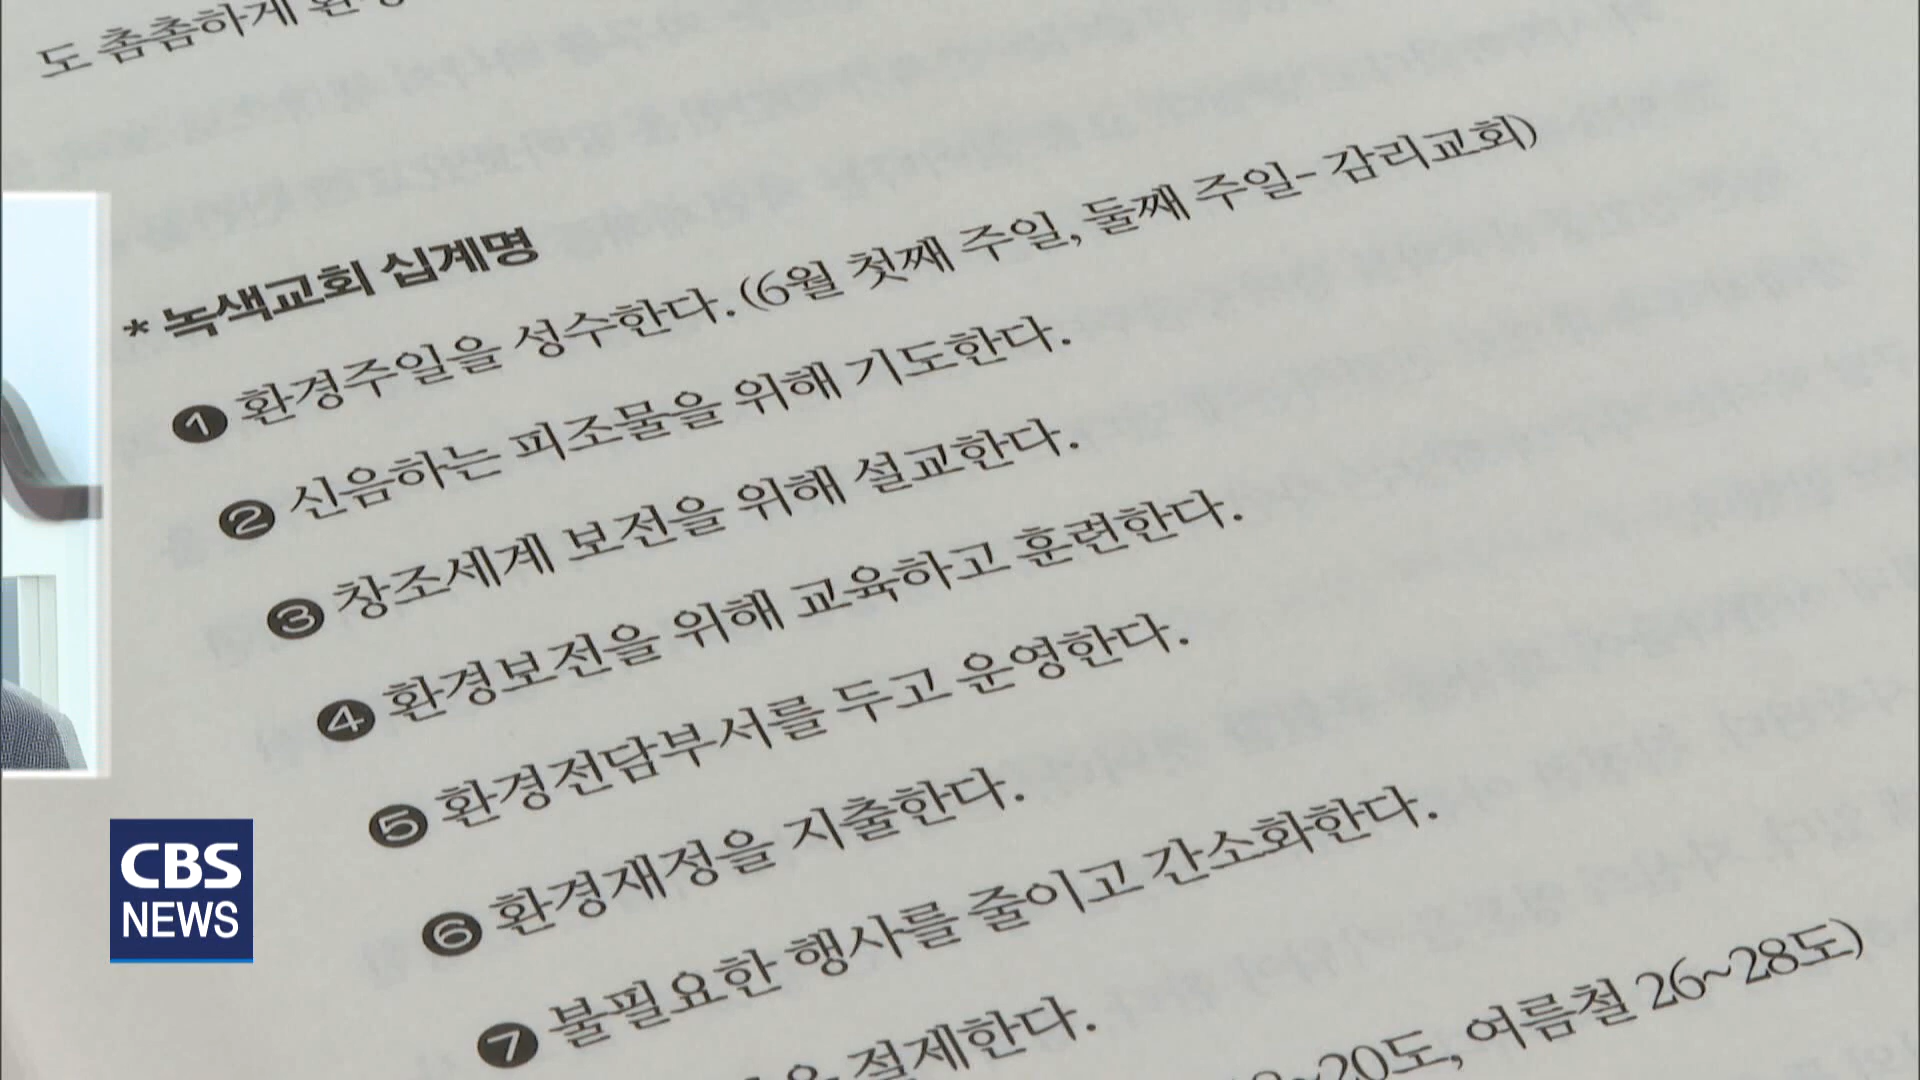 도 촘촘하게
* 녹색교회 십계명
❶ 환경주일을 성수한다. (6월 첫째 주일, 둘째 주일- 감리교회)
❷ 신음하는 피조물을 위해 기도한다.
❸ 창조세계 보전을 위해 설교한다.
❹ 환경보전을 위해 교육하고 훈련한다.
❺ 환경전담부서를 두고 운영한다.
❻ 환경재정을 지출한다.
❼ 불필요한 행사를 줄이고 간소화한다.
절제한다.
~20도, 여름철 26~28도)
CBS
NEWS